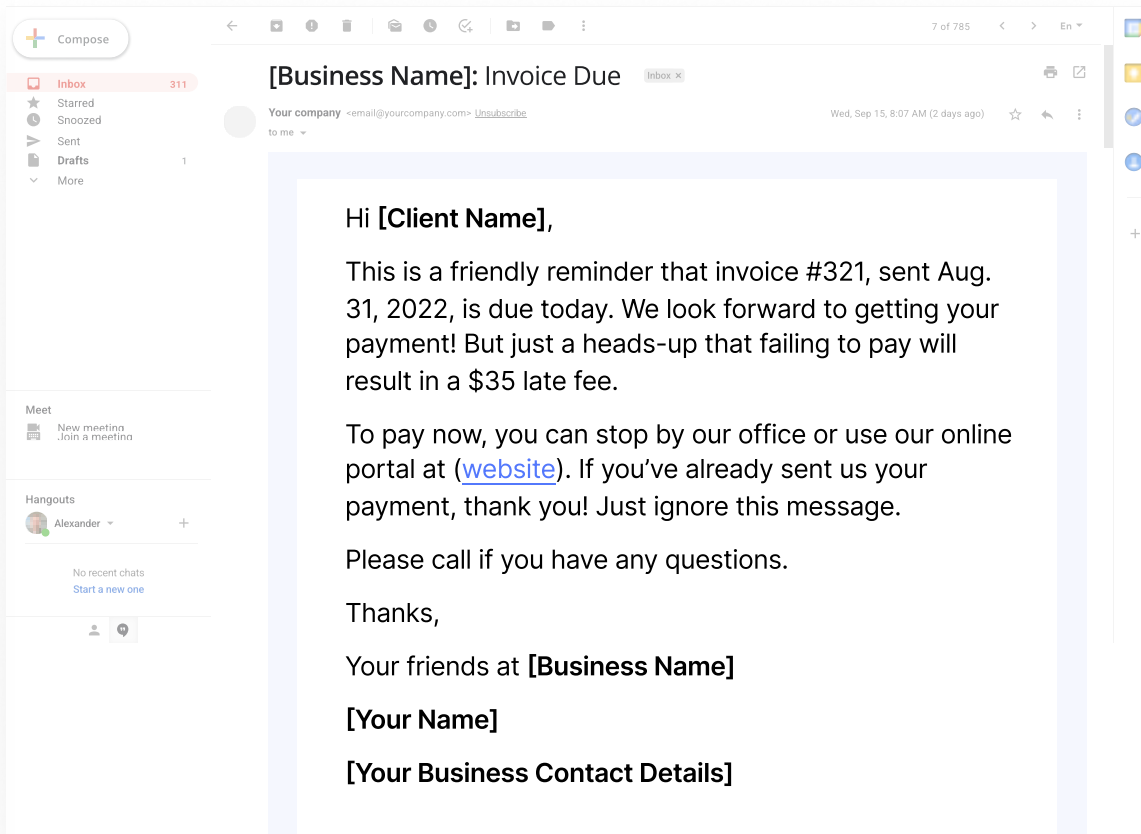 Compose
7 of 785
En
Inbox 311
Starred
Snoozed
Sent
Drafts 1
More
[Business Name]: Invoice Due
Inbox ×
Your company <email@yourcompany.com> Unsubscribe
to me
Wed, Sep 15, 8:07 AM (2 days ago)
Hi [Client Name],
This is a friendly reminder that invoice #321, sent Aug.
31, 2022, is due today. We look forward to getting your
payment! But just a heads-up that failing to pay will
result in a $35 late fee.
To pay now, you can stop by our office or use our online
portal at (website). If you’ve already sent us your
payment, thank you! Just ignore this message.
Please call if you have any questions.
Thanks,
Your friends at [Business Name]
[Your Name]
[Your Business Contact Details]
Meet
New meeting
Join a meeting
Hangouts
Alexander
No recent chats
Start a new one